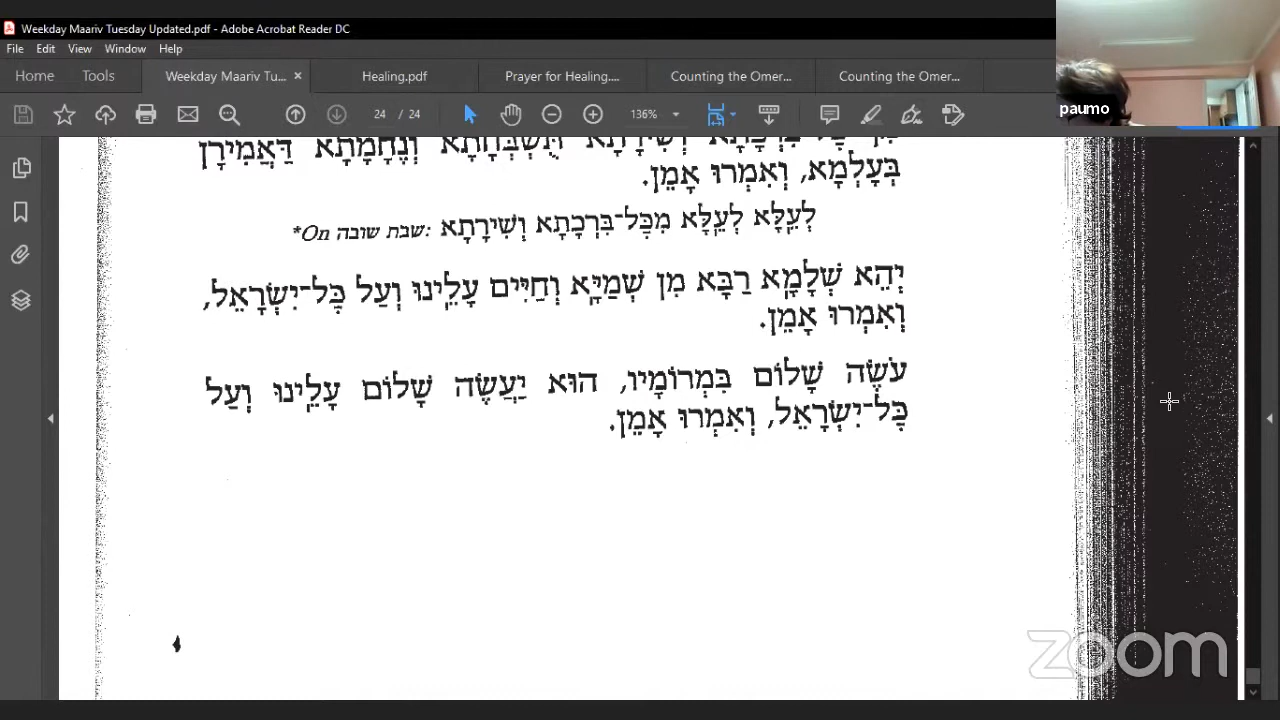 Weekday Maariv Tuesday Updated.pdf - Adobe Acrobat Reader DC
File Edit View Window Help
Home Tools Weekday Maariv Tu... × Healing.pdf Prayer for Healing.... Counting the Omer... Counting the Omer...
24 / 24 136%
paumo
מִן כׇּל בִּרְכָתָא וְשִׁירָתָא תֻּשְׁבְּחָתָא וְנֶחָמָתָא דַּאֲמִירָן
בְּעָלְמָא, וְאִמְרוּ אָמֵן.
*On שבת שובה: לְעֵלָּא לְעֵלָּא מִכׇּל־בִּרְכָתָא וְשִׁירָתָא
יְהֵא שְׁלָמָא רַבָּא מִן שְׁמַיָּא וְחַיִּים עָלֵינוּ וְעַל כׇּל־יִשְׂרָאֵל,
וְאִמְרוּ אָמֵן.
עֹשֶׂה שָׁלוֹם בִּמְרוֹמָיו, הוּא יַעֲשֶׂה שָׁלוֹם עָלֵינוּ וְעַל
כׇּל־יִשְׂרָאֵל, וְאִמְרוּ אָמֵן.
zoom